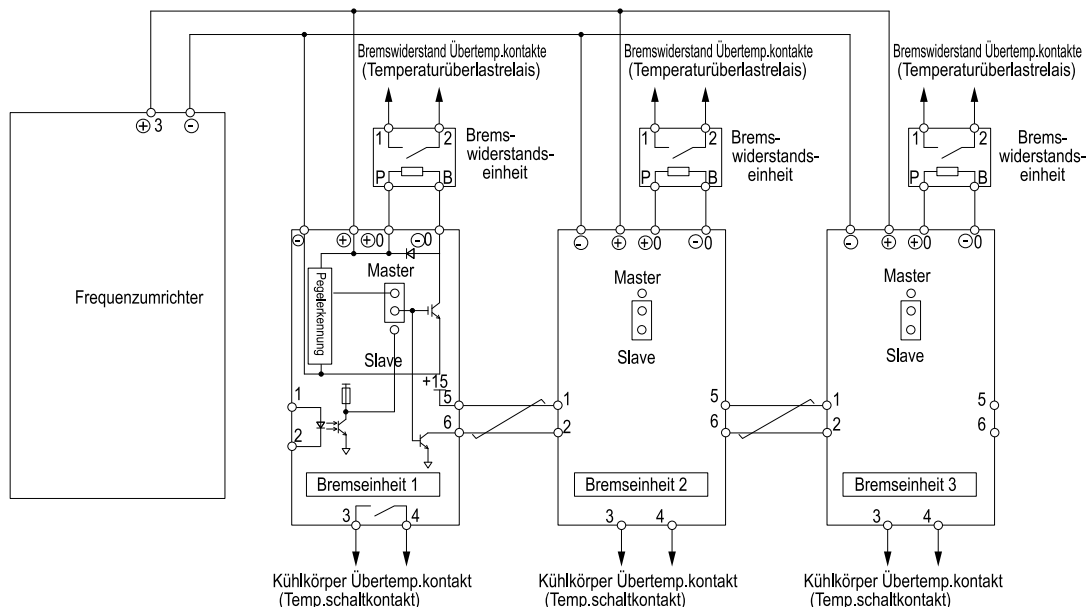 Bremswiderstand Übertemp.kontakte
(Temperaturüberlastrelais)
Bremswiderstand Übertemp.kontakte
(Temperaturüberlastrelais)
Bremswiderstand Übertemp.kontakte
(Temperaturüberlastrelais)
⊕ 3 ⊖
1 2
P B
Brems-
widerstands-
einheit
1 2
P B
Brems-
widerstands-
einheit
1 2
P B
Brems-
widerstands-
einheit
Frequenzumrichter
⊖ ⊕ ⊕0 ⊖0
Master
Pegelerkennung
Slave
+15
1
2
5
6
Bremseinheit 1
3 4
Kühlkörper Übertemp.kontakt
(Temp.schaltkontakt)
⊖ ⊕ ⊕0 ⊖0
Master
Slave
1
2
5
6
Bremseinheit 2
3 4
Kühlkörper Übertemp.kontakt
(Temp.schaltkontakt)
⊖ ⊕ ⊕0 ⊖0
Master
Slave
1
2
5
6
Bremseinheit 3
3 4
Kühlkörper Übertemp.kontakt
(Temp.schaltkontakt)